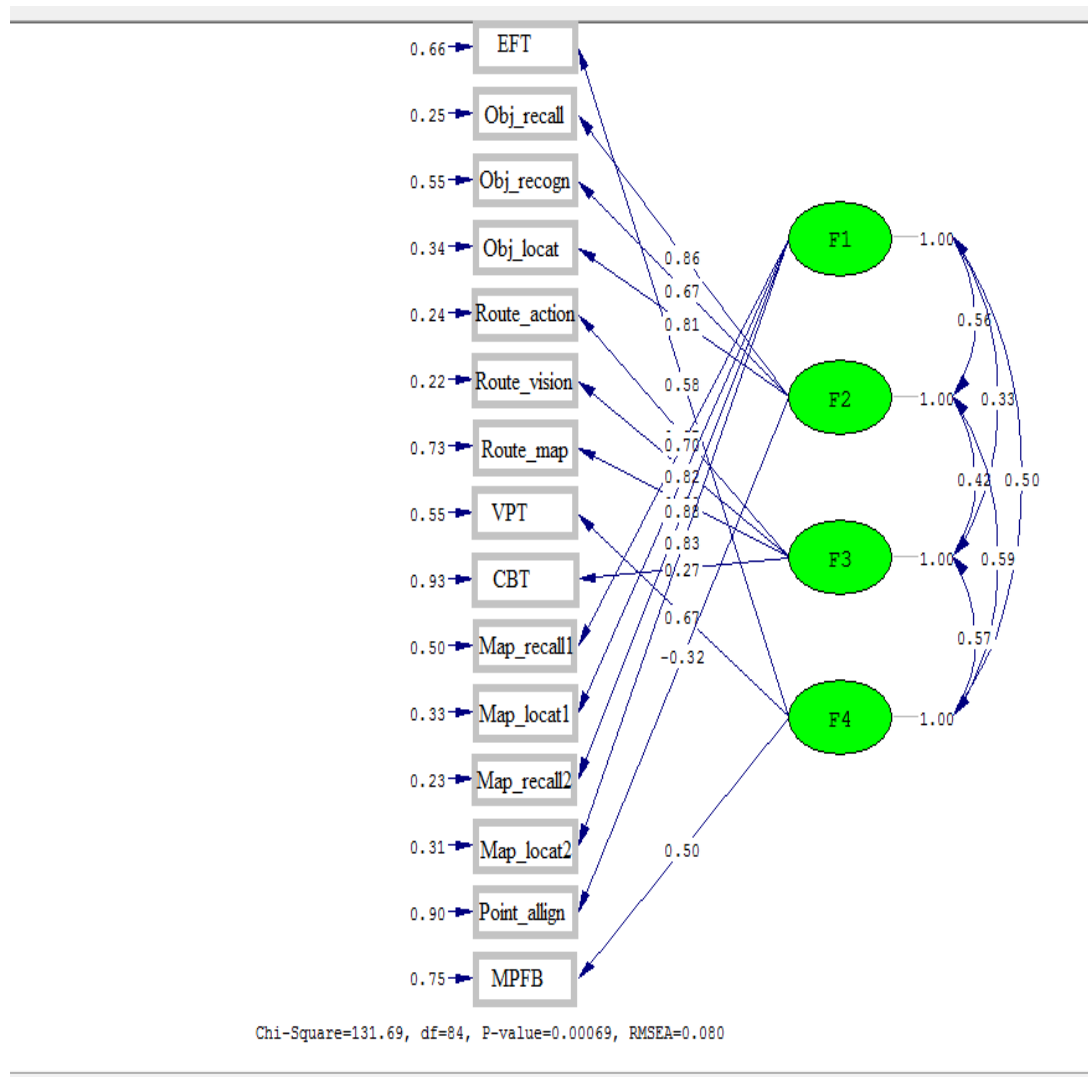 0.66 EFT
0.25 Obj_recall
0.55 Obj_recogn
0.34 Obj_locat
0.24 Route_action
0.22 Route_vision
0.73 Route_map
0.55 VPT
0.93 CBT
0.50 Map_recall1
0.33 Map_locat1
0.23 Map_recall2
0.31 Map_locat2
0.90 Point_allign
0.75 MPFB
0.86
0.67
0.81
0.58
0.70
0.82
0.88
0.83
0.27
0.67
-0.32
0.50
F1 1.00
F2 1.00
F3 1.00
F4 1.00
0.56
0.33
0.42
0.50
0.59
0.57
Chi-Square=131.69, df=84, P-value=0.00069, RMSEA=0.080